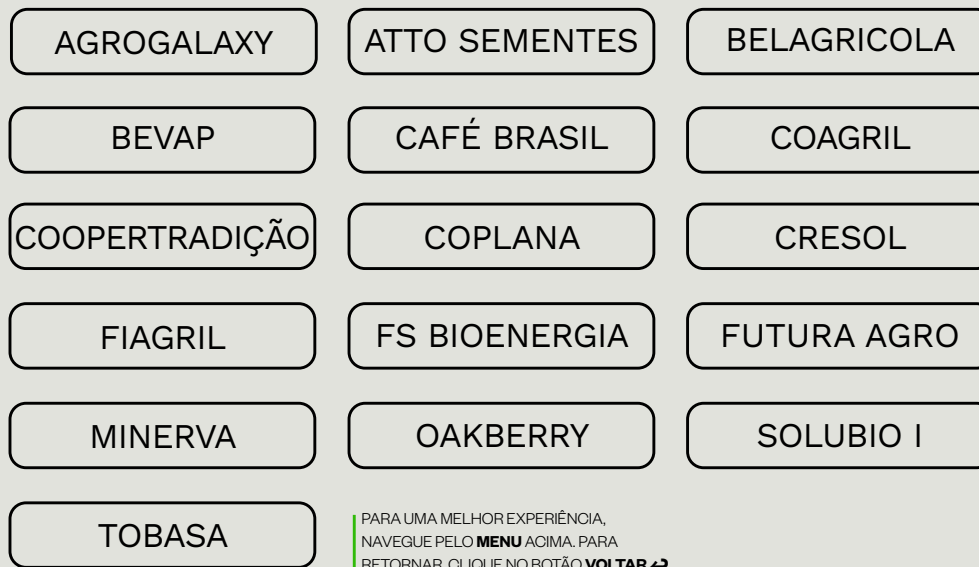 AGROGALAXY
ATTO SEMENTES
BELAGRICOLA
BEVAP
CAFÉ BRASIL
COAGRIL
COOPERTRADIÇÃO
COPLANA
CRESOL
FIAGRIL
FS BIOENERGIA
FUTURA AGRO
MINERVA
OAKBERRY
SOLUBIO I
TOBASA
PARA UMA MELHOR EXPERIÊNCIA,
NAVEGUE PELO MENU ACIMA. PARA
RETORNAR, CLIQUE NO BOTÃO VOLTAR